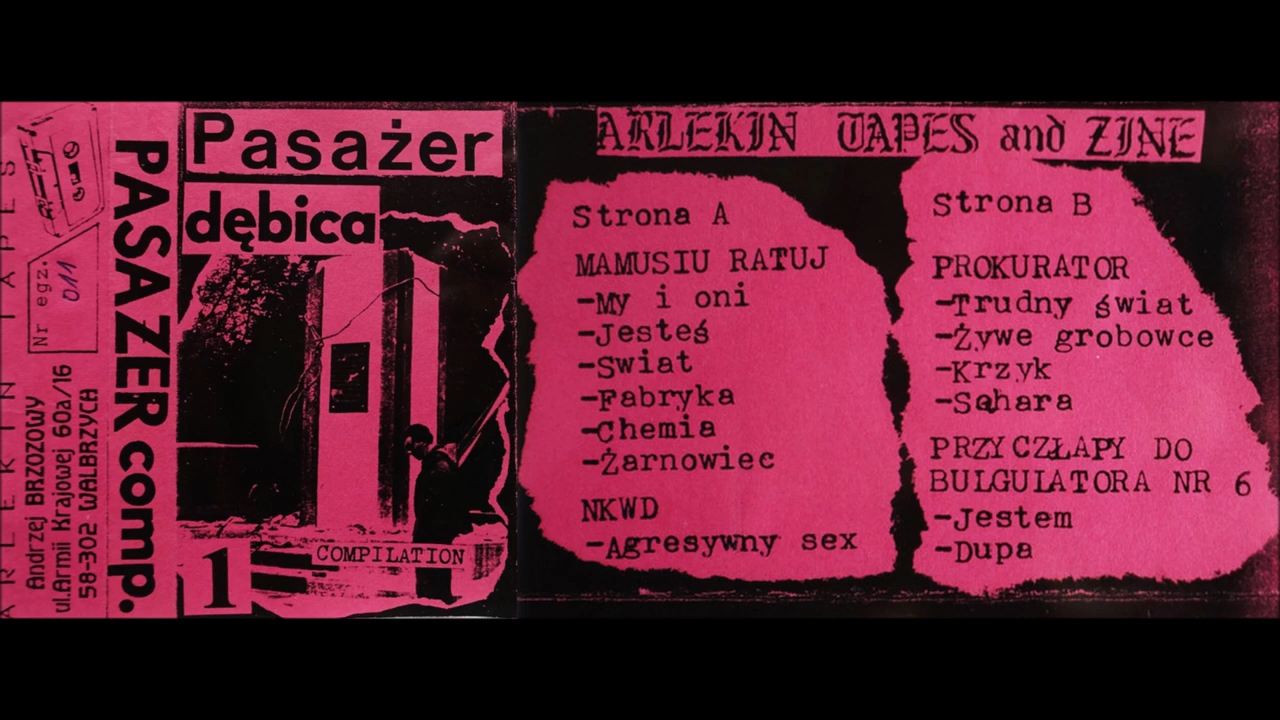 ARLEKIN TAPES
Nr egz. 011
Andrzej BRZOZOWY
ul.Armii Krajowej 60a/16
58-302 WAŁBRZYCH
PASAŻER comp.
Pasażer
dębica
COMPILATION
1
ARLEKIN TAPES and ZINE
Strona A
MAMUSIU RATUJ
-My i oni
-Jesteś
-Swiat
-Fabryka
-Chemia
-Żarnowiec
NKWD
-Agresywny sex
Strona B
PROKURATOR
-Trudny świat
-Żywe grobowce
-Krzyk
-Sahara
PRZYCZŁAPY DO
BULGULATORA NR 6
-Jestem
-Dupa